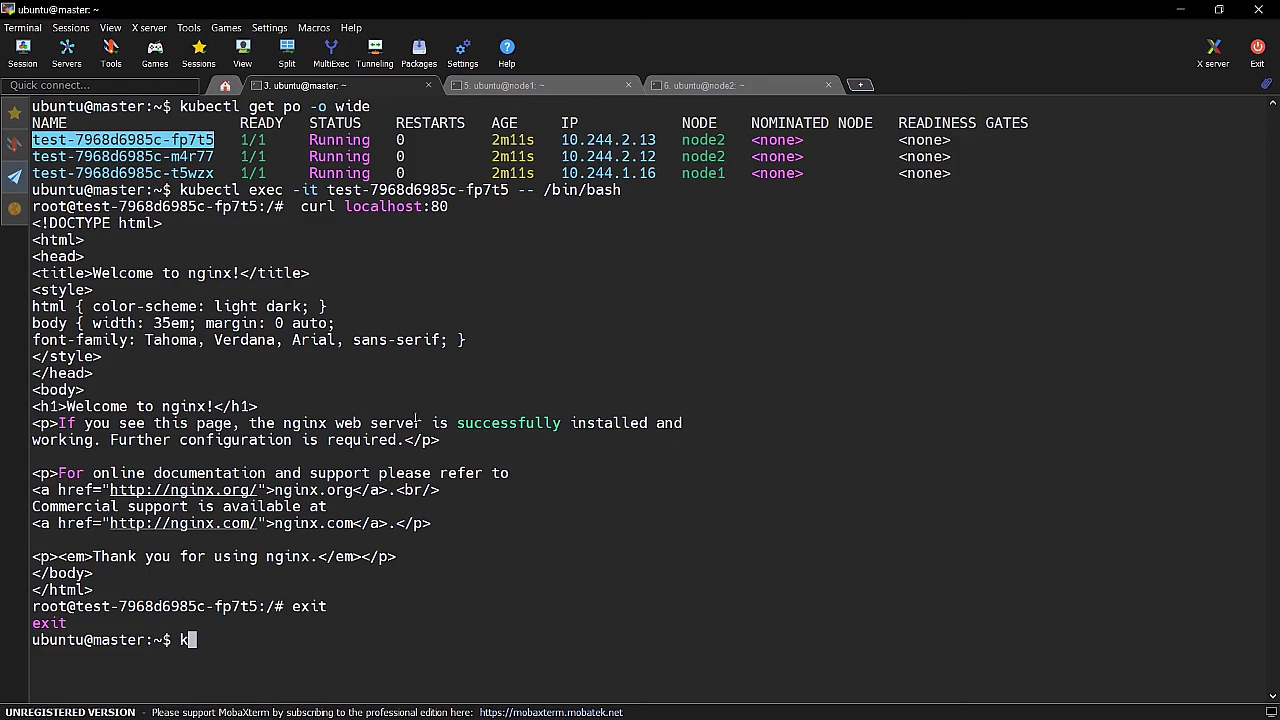 ubuntu@master: ~
Terminal Sessions View X server Tools Games Settings Macros Help
Session Servers Tools Games Sessions View Split MultiExec Tunneling Packages Settings Help X server Exit
Quick connect... 3. ubuntu@master: ~ 5. ubuntu@node1: ~ 6. ubuntu@node2: ~
ubuntu@master:~$ kubectl get po -o wide
NAME READY STATUS RESTARTS AGE IP NODE NOMINATED NODE READINESS GATES
test-7968d6985c-fp7t5 1/1 Running 0 2m11s 10.244.2.13 node2 <none> <none>
test-7968d6985c-m4r77 1/1 Running 0 2m11s 10.244.2.12 node2 <none> <none>
test-7968d6985c-t5wzx 1/1 Running 0 2m11s 10.244.1.16 node1 <none> <none>
ubuntu@master:~$ kubectl exec -it test-7968d6985c-fp7t5 -- /bin/bash
root@test-7968d6985c-fp7t5:/#  curl localhost:80
<!DOCTYPE html>
<html>
<head>
<title>Welcome to nginx!</title>
<style>
html { color-scheme: light dark; }
body { width: 35em; margin: 0 auto;
font-family: Tahoma, Verdana, Arial, sans-serif; }
</style>
</head>
<body>
<h1>Welcome to nginx!</h1>
<p>If you see this page, the nginx web server is successfully installed and
working. Further configuration is required.</p>
<p>For online documentation and support please refer to
<a href="http://nginx.org/">nginx.org</a>.<br/>
Commercial support is available at
<a href="http://nginx.com/">nginx.com</a>.</p>
<p><em>Thank you for using nginx.</em></p>
</body>
</html>
root@test-7968d6985c-fp7t5:/# exit
exit
ubuntu@master:~$ k
UNREGISTERED VERSION - Please support MobaXterm by subscribing to the professional edition here: https://mobaxterm.mobatek.net